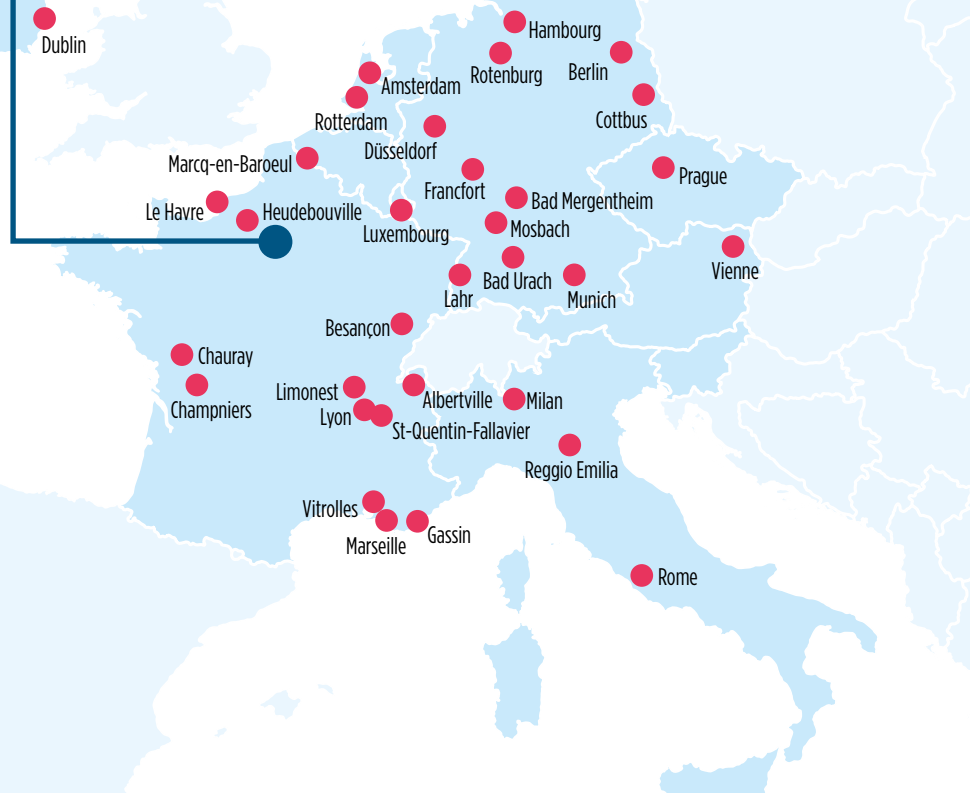 Dublin
Hambourg
Rotenburg
Berlin
Amsterdam
Rotterdam
Cottbus
Düsseldorf
Marcq-en-Baroeul
Prague
Francfort
Bad Mergentheim
Le Havre
Heudebouville
Luxembourg
Mosbach
Vienne
Bad Urach
Lahr
Munich
Besançon
Chauray
Limonest
Albertville
Milan
Champniers
Lyon
St-Quentin-Fallavier
Reggio Emilia
Vitrolles
Marseille
Gassin
Rome